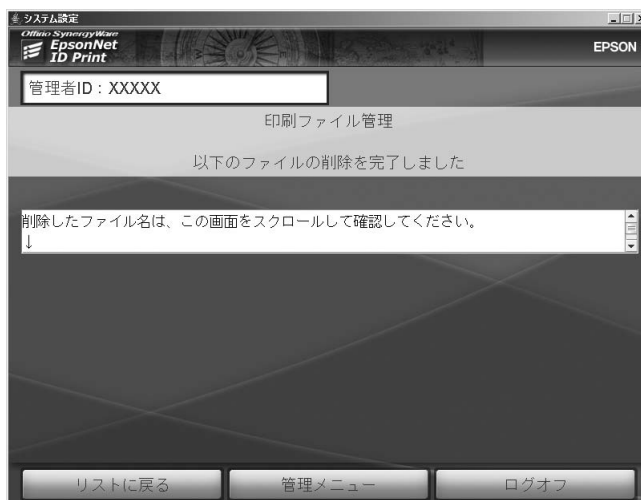 システム設定
Offirio SynergyWare
EpsonNet
ID Print
EPSON
管理者ID：XXXXX
印刷ファイル管理
以下のファイルの削除を完了しました
削除したファイル名は、この画面をスクロールして確認してください。
↓
リストに戻る
管理メニュー
ログオフ